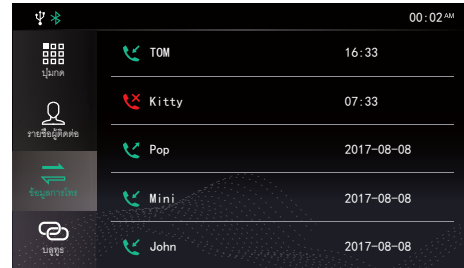 00:02 AM
ปุ่มกด
TOM 16:33
รายชื่อผู้ติดต่อ
Kitty 07:33
Pop 2017-08-08
ข้อมูลการโทร
Mini 2017-08-08
บลูทูธ
John 2017-08-08